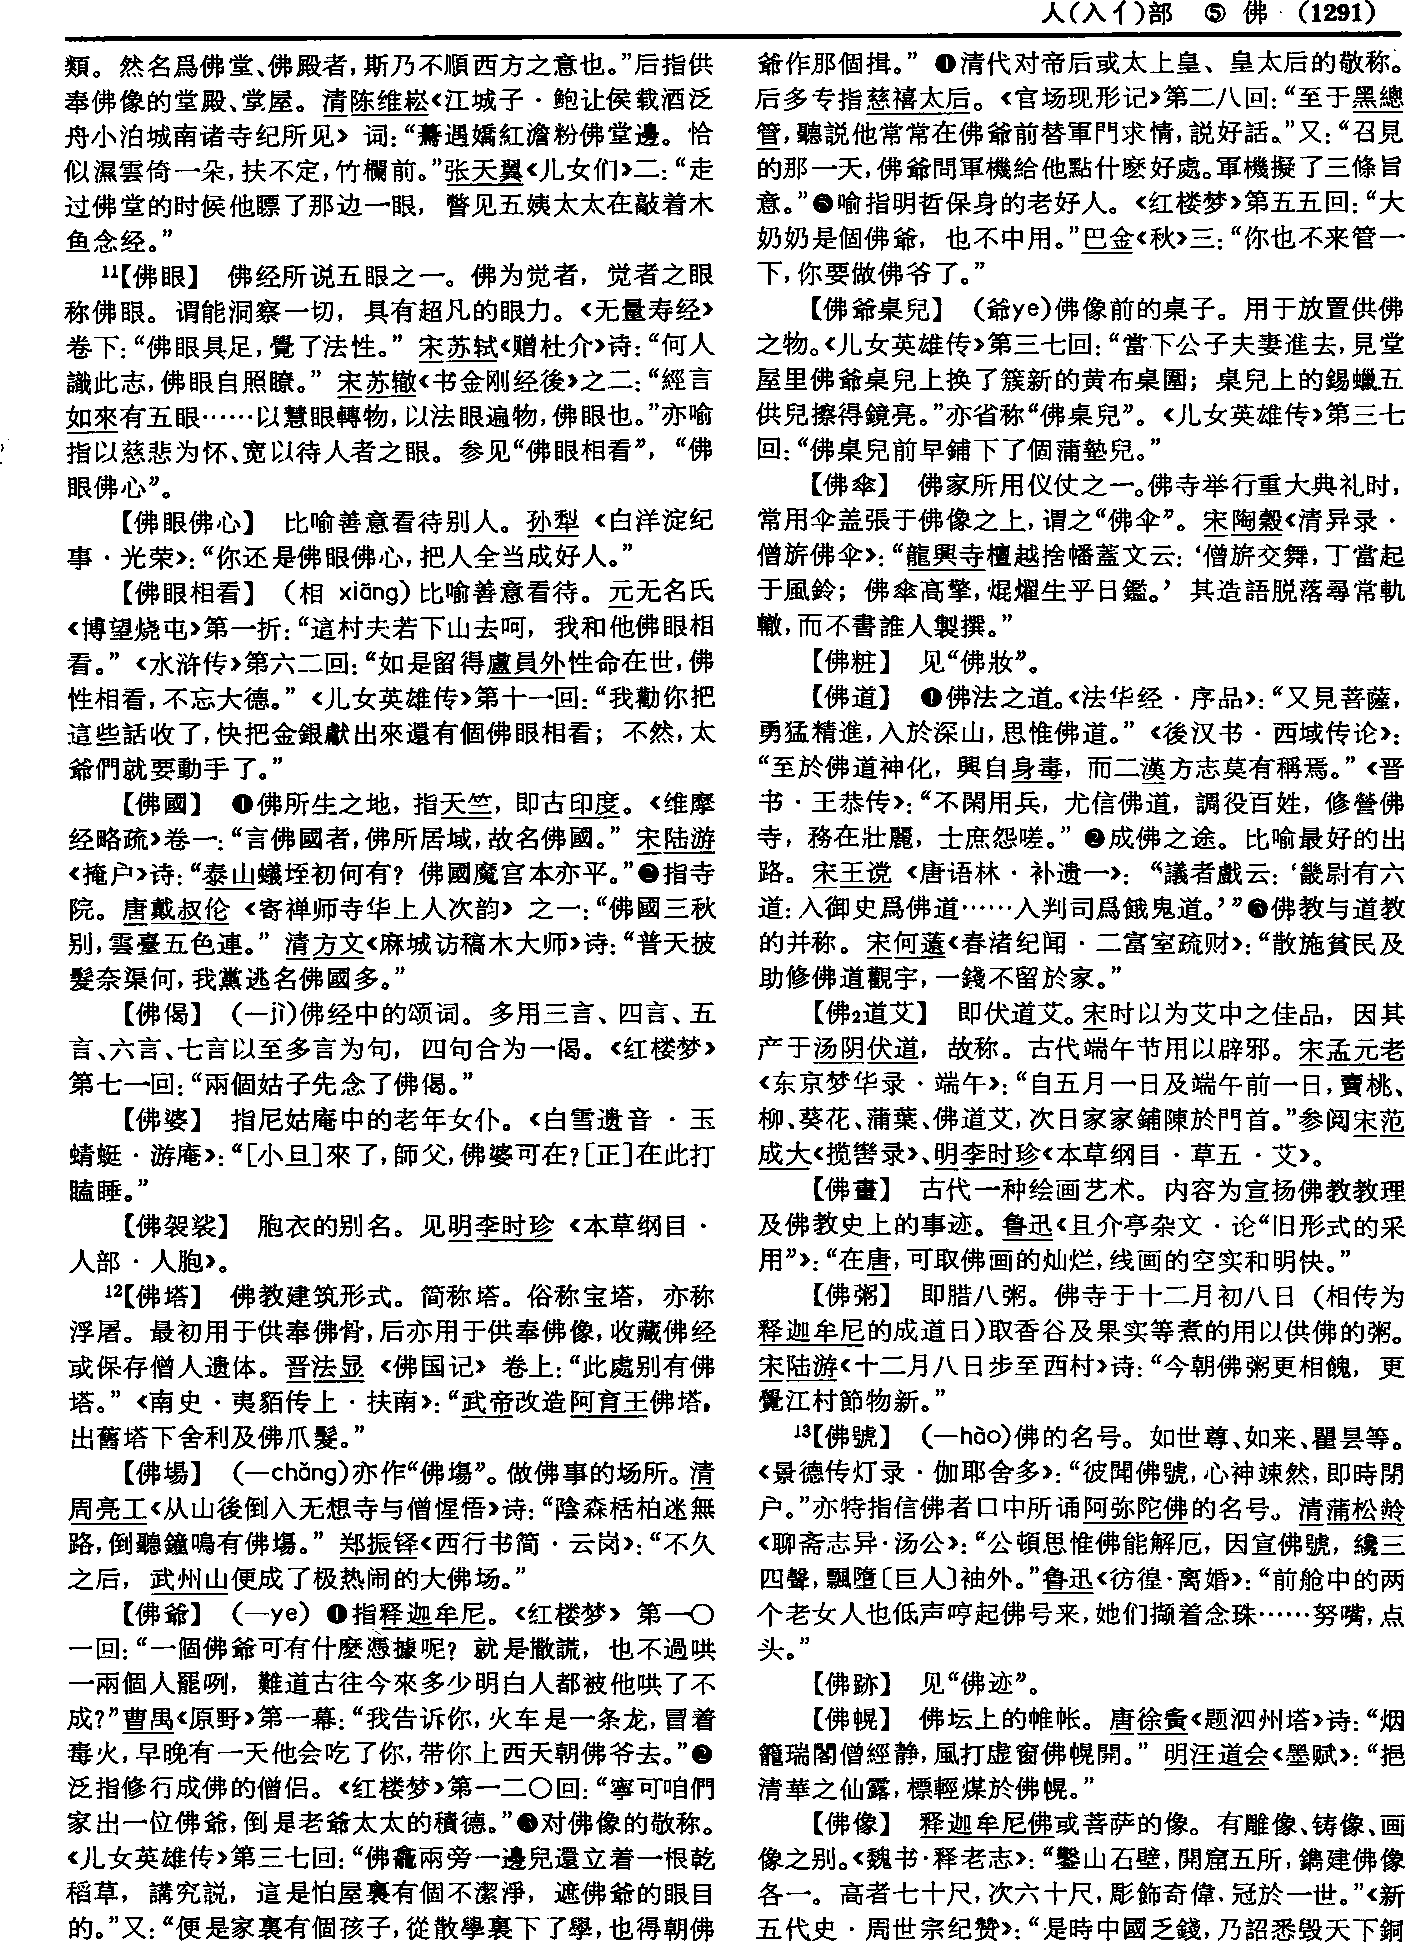 人(入亻)部　⑤　佛 · (1291)
類。然名爲佛堂、佛殿者，斯乃不順西方之意也。”后指供
奉佛像的堂殿、堂屋。清陈维崧《江城子·鲍让侯载酒泛
舟小泊城南诸寺纪所见》词：“驀遇嬌紅澹粉佛堂邊。恰
似濕雲倚一朵，扶不定，竹欄前。”张天翼《儿女们》二：“走
过佛堂的时候他瞟了那边一眼，瞥见五姨太太在敲着木
鱼念经。”
11【佛眼】　佛经所说五眼之一。佛为觉者，觉者之眼
称佛眼。谓能洞察一切，具有超凡的眼力。《无量寿经》
卷下：“佛眼具足，覺了法性。”宋苏轼《赠杜介》诗：“何人
識此志，佛眼自照瞭。”宋苏辙《书金刚经後》之二：“經言
如來有五眼……以慧眼轉物，以法眼遍物，佛眼也。”亦喻
指以慈悲为怀、宽以待人者之眼。参见“佛眼相看”，“佛
眼佛心”。
【佛眼佛心】　比喻善意看待别人。孙犁《白洋淀纪
事·光荣》：“你还是佛眼佛心，把人全当成好人。”
【佛眼相看】　（相 xiāng）比喻善意看待。元无名氏
《博望烧屯》第一折：“這村夫若下山去呵，我和他佛眼相
看。”《水浒传》第六二回：“如是留得盧員外性命在世，佛
性相看，不忘大德。”《儿女英雄传》第十一回：“我勸你把
這些話收了，快把金銀獻出來還有個佛眼相看；不然，太
爺們就要動手了。”
【佛國】　❶佛所生之地，指天竺，即古印度。《维摩
经略疏》卷一：“言佛國者，佛所居域，故名佛國。”宋陆游
《掩户》诗：“泰山蟻垤初何有？佛國魔宫本亦平。”❷指寺
院。唐戴叔伦《寄禅师寺华上人次韵》之一：“佛國三秋
别，雲臺五色連。”清方文《麻城访稿木大师》诗：“普天披
髮奈渠何，我黨逃名佛國多。”
【佛偈】　（—jì）佛经中的颂词。多用三言、四言、五
言、六言、七言以至多言为句，四句合为一偈。《红楼梦》
第七一回：“兩個姑子先念了佛偈。”
【佛婆】　指尼姑庵中的老年女仆。《白雪遗音·玉
蜻蜓·游庵》：“[小旦]來了，師父，佛婆可在？[正]在此打
瞌睡。”
【佛袈裟】　胞衣的别名。见明李时珍《本草纲目·
人部·人胞》。
12【佛塔】　佛教建筑形式。简称塔。俗称宝塔，亦称
浮屠。最初用于供奉佛骨，后亦用于供奉佛像，收藏佛经
或保存僧人遗体。晋法显《佛国记》卷上：“此處别有佛
塔。”《南史·夷貊传上·扶南》：“武帝改造阿育王佛塔，
出舊塔下舍利及佛爪髮。”
【佛場】　（—chǎng）亦作“佛塲”。做佛事的场所。清
周亮工《从山後倒入无想寺与僧惺悟》诗：“陰森栝柏迷無
路，倒聽鐘鳴有佛場。”郑振铎《西行书简·云岗》：“不久
之后，武州山便成了极热闹的大佛场。”
【佛爺】　（—ye）❶指释迦牟尼。《红楼梦》第一〇
一回：“一個佛爺可有什麽憑據呢？就是撒謊，也不過哄
一兩個人罷咧，難道古往今來多少明白人都被他哄了不
成？”曹禺《原野》第一幕：“我告诉你，火车是一条龙，冒着
毒火，早晚有一天他会吃了你，带你上西天朝佛爷去。”❷
泛指修行成佛的僧侣。《红楼梦》第一二〇回：“寧可咱們
家出一位佛爺，倒是老爺太太的積德。”❸对佛像的敬称。
《儿女英雄传》第三七回：“佛龕兩旁一邊兒還立着一根乾
稻草，講究説，這是怕屋裏有個不潔淨，遮佛爺的眼目
的。”又：“便是家裏有個孩子，從散學裏下了學，也得朝佛
爺作那個揖。”❹清代对帝后或太上皇、皇太后的敬称。
后多专指慈禧太后。《官场现形记》第二八回：“至于黑總
管，聽説他常常在佛爺前替軍門求情，説好話。”又：“召見
的那一天，佛爺問軍機給他點什麽好處。軍機擬了三條旨
意。”❺喻指明哲保身的老好人。《红楼梦》第五五回：“大
奶奶是個佛爺，也不中用。”巴金《秋》三：“你也不来管一
下，你要做佛爷了。”
【佛爺桌兒】　（爺ye）佛像前的桌子。用于放置供佛
之物。《儿女英雄传》第三七回：“當下公子夫妻進去，見堂
屋里佛爺桌兒上换了簇新的黄布桌圍；桌兒上的錫蠟五
供兒擦得鏡亮。”亦省称“佛桌兒”。《儿女英雄传》第三七
回：“佛桌兒前早鋪下了個蒲墊兒。”
【佛傘】　佛家所用仪仗之一。佛寺举行重大典礼时，
常用伞盖張于佛像之上，谓之“佛伞”。宋陶穀《清异录·
僧旂佛伞》：“龍興寺檀越捨幡蓋文云：‘僧旂交舞，丁當起
于風鈴；佛傘高擎，焜燿生乎日鑑。’其造語脱落尋常軌
轍，而不書誰人製撰。”
【佛粧】　见“佛妝”。
【佛道】　❶佛法之道。《法华经·序品》：“又見菩薩，
勇猛精進，入於深山，思惟佛道。”《後汉书·西域传论》：
“至於佛道神化，興自身毒，而二漢方志莫有稱焉。”《晋
书·王恭传》：“不閑用兵，尤信佛道，調役百姓，修營佛
寺，務在壯麗，士庶怨嗟。”❷成佛之途。比喻最好的出
路。宋王谠《唐语林·补遗一》：“議者戲云：‘畿尉有六
道：入御史爲佛道……入判司爲餓鬼道。’”❸佛教与道教
的并称。宋何薳《春渚纪闻·二富室疏财》：“散施貧民及
助修佛道觀宇，一錢不留於家。”
【佛2道艾】　即伏道艾。宋时以为艾中之佳品，因其
产于汤阴伏道，故称。古代端午节用以辟邪。宋孟元老
《东京梦华录·端午》：“自五月一日及端午前一日，賣桃、
柳、葵花、蒲葉、佛道艾，次日家家鋪陳於門首。”参阅宋范
成大《揽辔录》、明李时珍《本草纲目·草五·艾》。
【佛畫】　古代一种绘画艺术。内容为宣扬佛教教理
及佛教史上的事迹。鲁迅《且介亭杂文·论“旧形式的采
用”》：“在唐，可取佛画的灿烂，线画的空实和明快。”
【佛粥】　即腊八粥。佛寺于十二月初八日（相传为
释迦牟尼的成道日）取香谷及果实等煮的用以供佛的粥。
宋陆游《十二月八日步至西村》诗：“今朝佛粥更相餽，更
覺江村節物新。”
13【佛號】　（—hào）佛的名号。如世尊、如来、瞿昙等。
《景德传灯录·伽耶舍多》：“彼聞佛號，心神竦然，即時閉
户。”亦特指信佛者口中所诵阿弥陀佛的名号。清蒲松龄
《聊斋志异·汤公》：“公頓思惟佛能解厄，因宣佛號，纔三
四聲，飄墮〔巨人〕袖外。”鲁迅《彷徨·离婚》：“前舱中的两
个老女人也低声哼起佛号来，她们撷着念珠……努嘴，点
头。”
【佛跡】　见“佛迹”。
【佛幌】　佛坛上的帷帐。唐徐夤《题泗州塔》诗：“烟
籠瑞閣僧經静，風打虚窗佛幌開。”明汪道会《墨赋》：“挹
清華之仙露，標輕煤於佛幌。”
【佛像】　释迦牟尼佛或菩萨的像。有雕像、铸像、画
像之别。《魏书·释老志》：“鑿山石壁，開窟五所，鐫建佛像
各一。高者七十尺，次六十尺，彫飾奇偉，冠於一世。”《新
五代史·周世宗纪赞》：“是時中國乏錢，乃詔悉毁天下銅